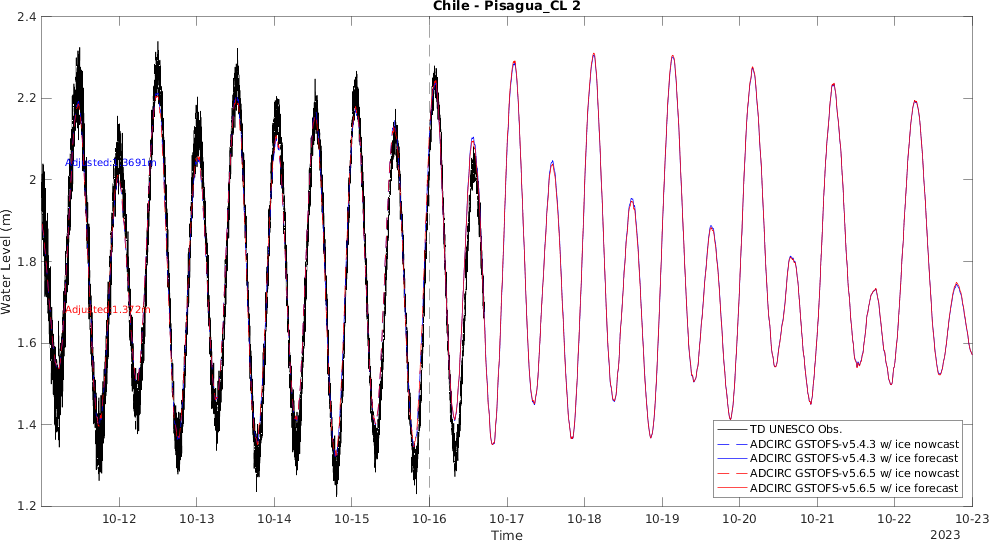 Chile - Pisagua_CL 2
2.4
2.2
2
1.8
1.6
1.4
1.2
Water Level (m)
Adjusted:1.3691m
Adjusted:1.372m
TD UNESCO Obs.
ADCIRC GSTOFS-v5.4.3 w/ ice nowcast
ADCIRC GSTOFS-v5.4.3 w/ ice forecast
ADCIRC GSTOFS-v5.6.5 w/ ice nowcast
ADCIRC GSTOFS-v5.6.5 w/ ice forecast
10-12 10-13 10-14 10-15 10-16 10-17 10-18 10-19 10-20 10-21 10-22 10-23
Time
2023